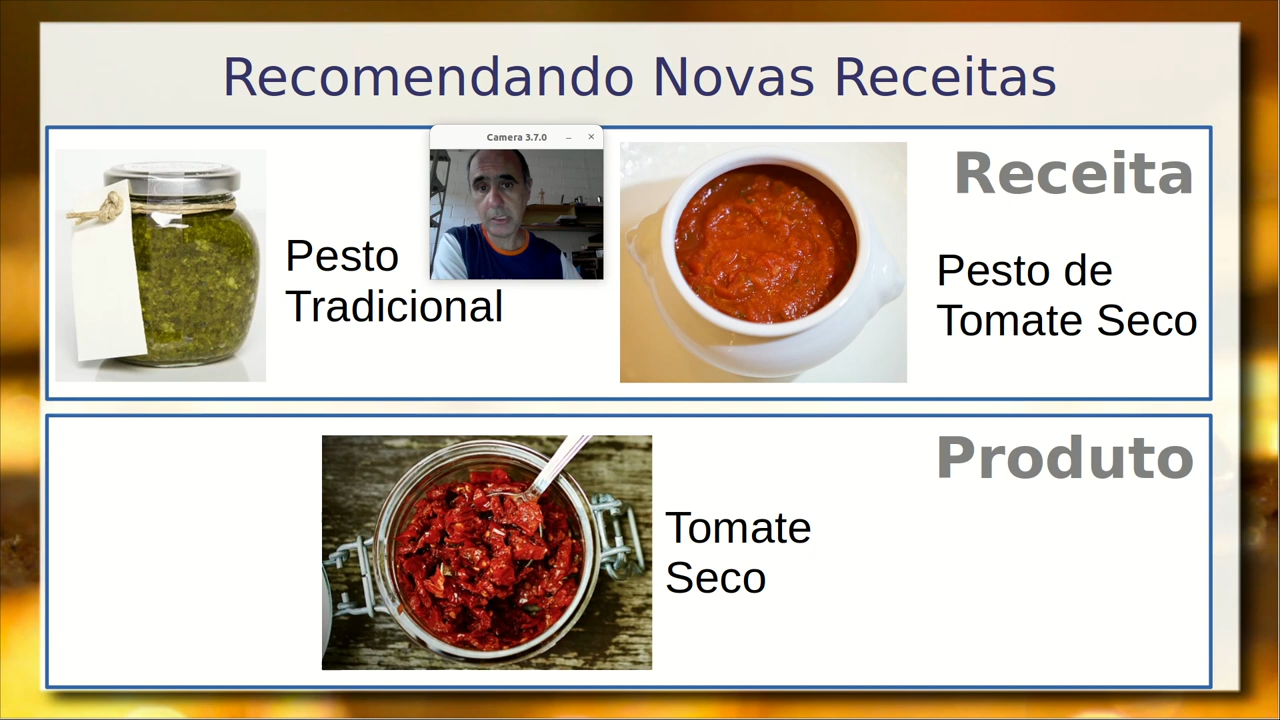 Recomendando Novas Receitas
Camera 3.7.0
Receita
Pesto
Tradicional
Pesto de
Tomate Seco
Produto
Tomate
Seco